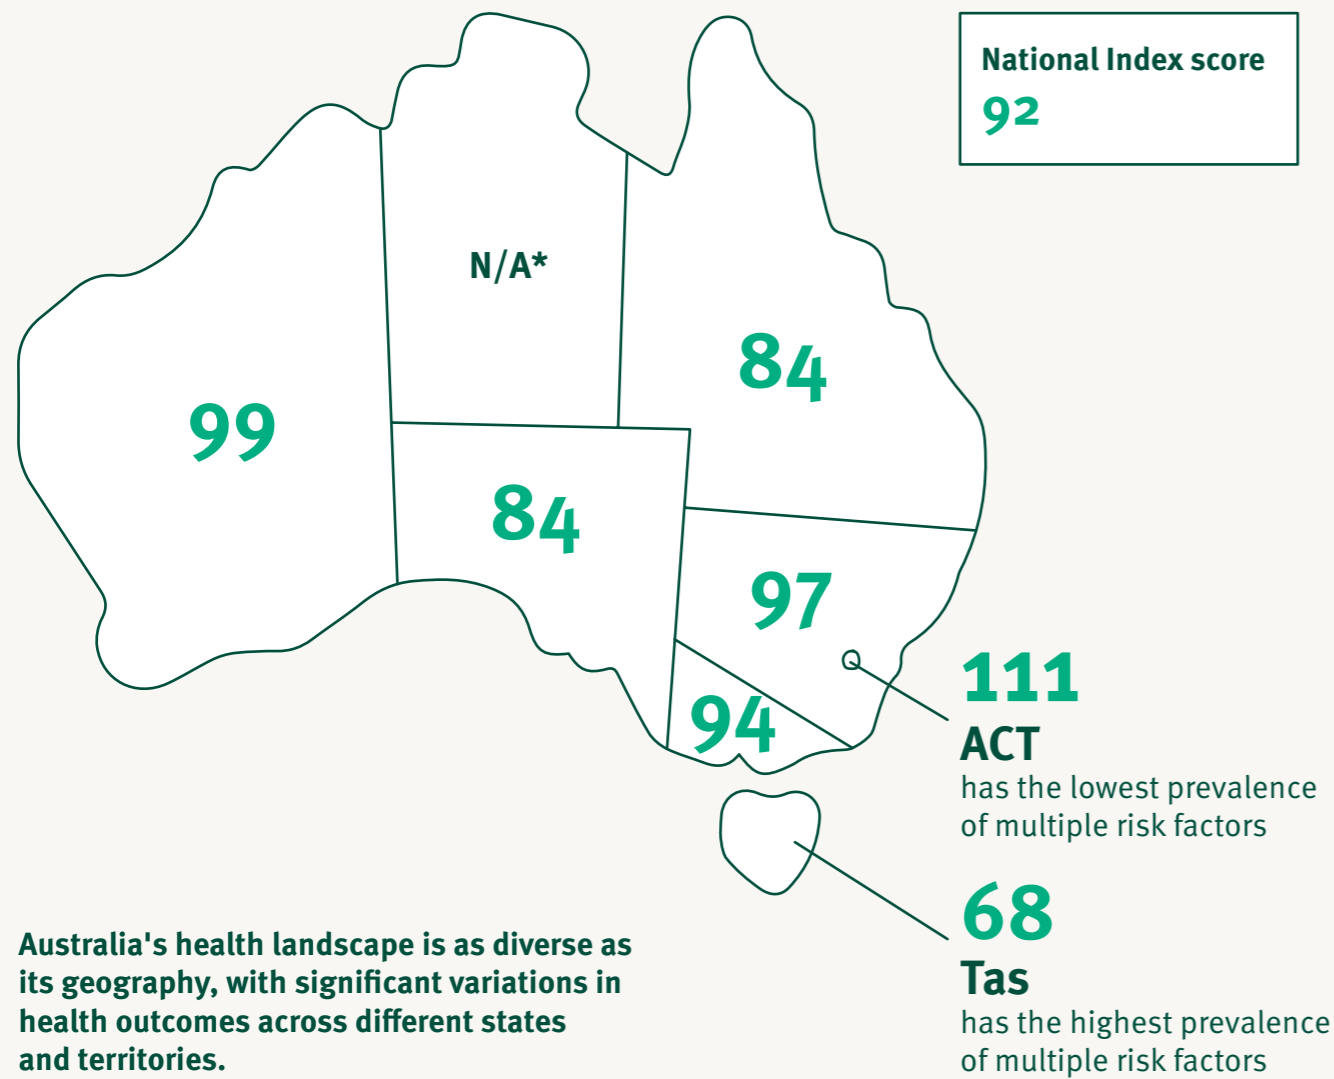 National Index score
92
N/A*
84
99
84
97
111
ACT
has the lowest prevalence
of multiple risk factors
94
68
Tas
has the highest prevalence
of multiple risk factors
Australia's health landscape is as diverse as
its geography, with significant variations in
health outcomes across different states
and territories.